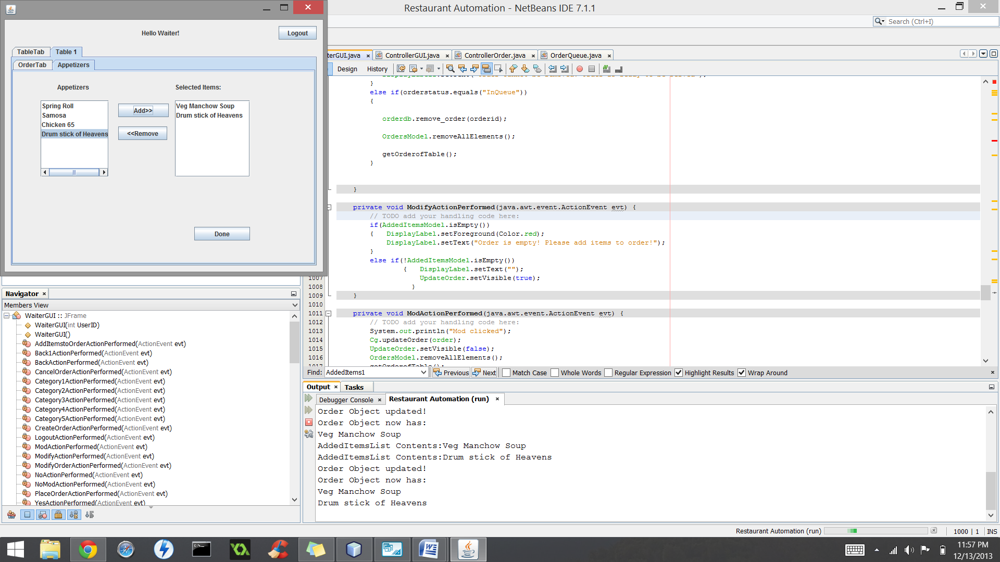 Restaurant Automation - NetBeans IDE 7.1.1
Search (Ctrl+I)
Hello Waiter!
Logout
TableTab
Table 1
OrderTab
Appetizers
Appetizers
Selected Items:
Spring Roll
Samosa
Chicken 65
Drum stick of Heavens
Add>>
<<Remove
Veg Manchow Soup
Drum stick of Heavens
Done
terGUI.java
ControllerGUI.java
ControllerOrder.java
OrderQueue.java
Design
History
}
else if(orderstatus.equals("InQueue"))
{
orderdb.remove_order(orderid);
OrdersModel.removeAllElements();
getOrderofTable();
}
}
private void ModifyActionPerformed(java.awt.event.ActionEvent evt) {
// TODO add your handling code here:
if(AddedItemsModel.isEmpty())
{ DisplayLabel.setForeground(Color.red);
DisplayLabel.setText("Order is empty! Please add items to order!");
}
else if(!AddedItemsModel.isEmpty())
{ DisplayLabel.setText("");
1007 UpdateOrder.setVisible(true);
1008 }
1009 }
1010
1011 private void ModActionPerformed(java.awt.event.ActionEvent evt) {
1012 // TODO add your handling code here:
1013 System.out.println("Mod clicked");
1014 Cg.updateOrder(order);
1015 UpdateOrder.setVisible(false);
1016 OrdersModel.removeAllElements();
1017 getOrderofTable();
Find: AddedItems1
Previous
Next
Match Case
Whole Words
Regular Expression
Highlight Results
Wrap Around
Navigator
Members View
WaiterGUI :: JFrame
WaiterGUI(int UserID)
WaiterGUI()
AddItemstoOrderActionPerformed(ActionEvent evt)
Back1ActionPerformed(ActionEvent evt)
BackActionPerformed(ActionEvent evt)
CancelOrderActionPerformed(ActionEvent evt)
Category1ActionPerformed(ActionEvent evt)
Category2ActionPerformed(ActionEvent evt)
Category3ActionPerformed(ActionEvent evt)
Category4ActionPerformed(ActionEvent evt)
Category5ActionPerformed(ActionEvent evt)
CreateOrderActionPerformed(ActionEvent evt)
LogoutActionPerformed(ActionEvent evt)
ModActionPerformed(ActionEvent evt)
ModifyActionPerformed(ActionEvent evt)
ModifyOrderActionPerformed(ActionEvent evt)
NoActionPerformed(ActionEvent evt)
NoModActionPerformed(ActionEvent evt)
PlaceOrderActionPerformed(ActionEvent evt)
YesActionPerformed(ActionEvent evt)
Output
Tasks
Debugger Console
Restaurant Automation (run)
Order Object updated!
Order Object now has:
Veg Manchow Soup
AddedItemsList Contents:Veg Manchow Soup
AddedItemsList Contents:Drum stick of Heavens
Order Object updated!
Order Object now has:
Veg Manchow Soup
Drum stick of Heavens
Restaurant Automation (run)
1000 | 1
INS
11:57 PM
12/13/2013